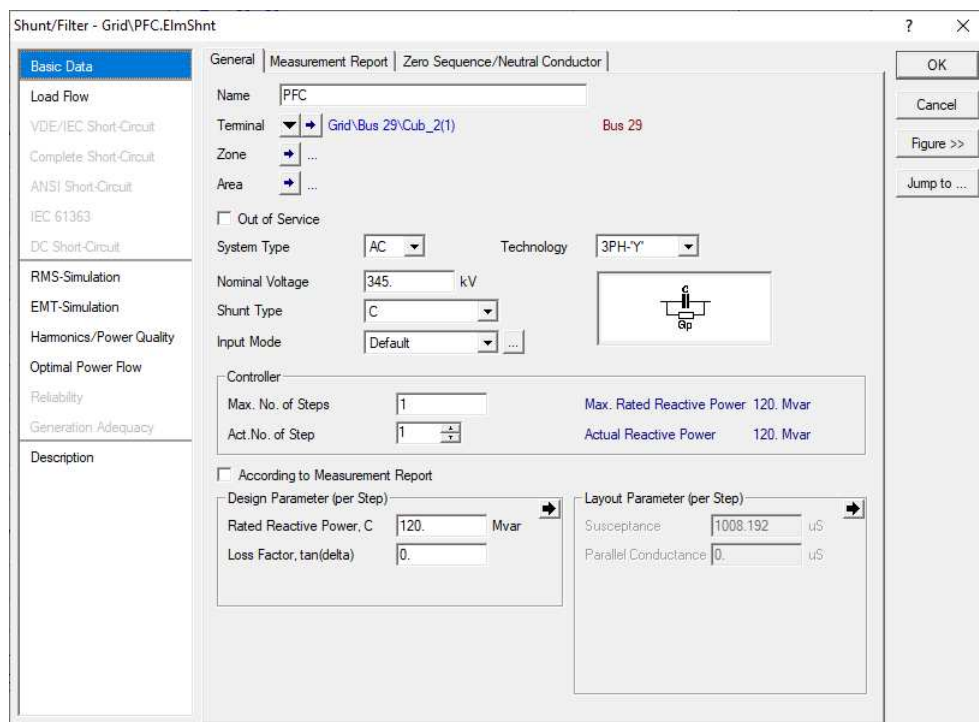 Shunt/Filter - Grid\PFC.ElmShnt ? X
Basic Data
Load Flow
VDE/IEC Short-Circuit
Complete Short-Circuit
ANSI Short-Circuit
IEC 61363
DC Short-Circuit
RMS-Simulation
EMT-Simulation
Harmonics/Power Quality
Optimal Power Flow
Reliability
Generation Adequacy
Description
General Measurement Report Zero Sequence/Neutral Conductor
Name PFC
Terminal Grid\Bus 29\Cub_2(1) Bus 29
Zone ...
Area ...
Out of Service
System Type AC Technology 3PH-'Y'
Nominal Voltage 345. kV
Shunt Type C
Input Mode Default ...
C
Gp
Controller
Max. No. of Steps 1 Max. Rated Reactive Power 120. Mvar
Act.No. of Step 1 Actual Reactive Power 120. Mvar
According to Measurement Report
Design Parameter (per Step)
Rated Reactive Power, C 120. Mvar
Loss Factor, tan(delta) 0.
Layout Parameter (per Step)
Susceptance 1008.192 uS
Parallel Conductance 0. uS
OK
Cancel
Figure >>
Jump to ...